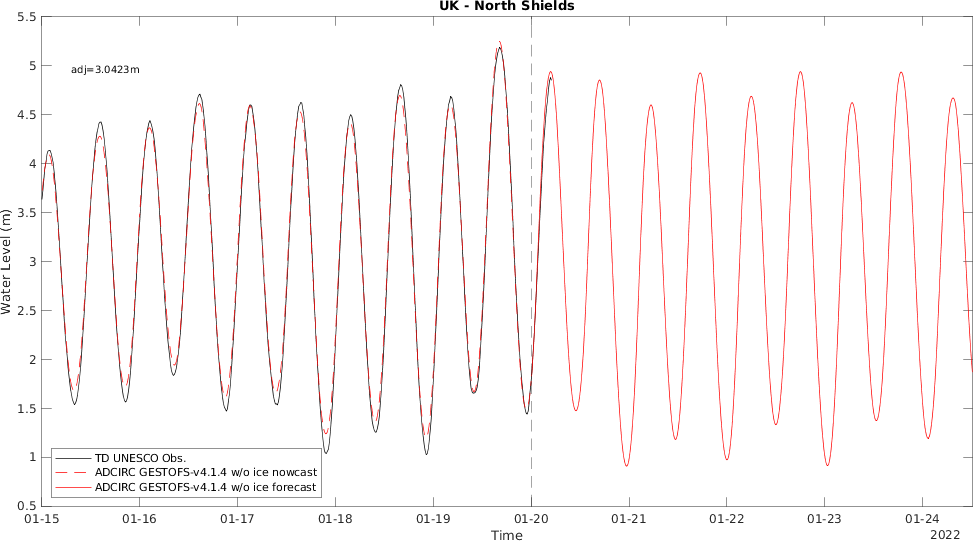 UK - North Shields
5.5
5
4.5
4
3.5
3
2.5
2
1.5
1
0.5
Water Level (m)
adj=3.0423m
TD UNESCO Obs.
ADCIRC GESTOFS-v4.1.4 w/o ice nowcast
ADCIRC GESTOFS-v4.1.4 w/o ice forecast
01-15 01-16 01-17 01-18 01-19 01-20 01-21 01-22 01-23 01-24
Time
2022